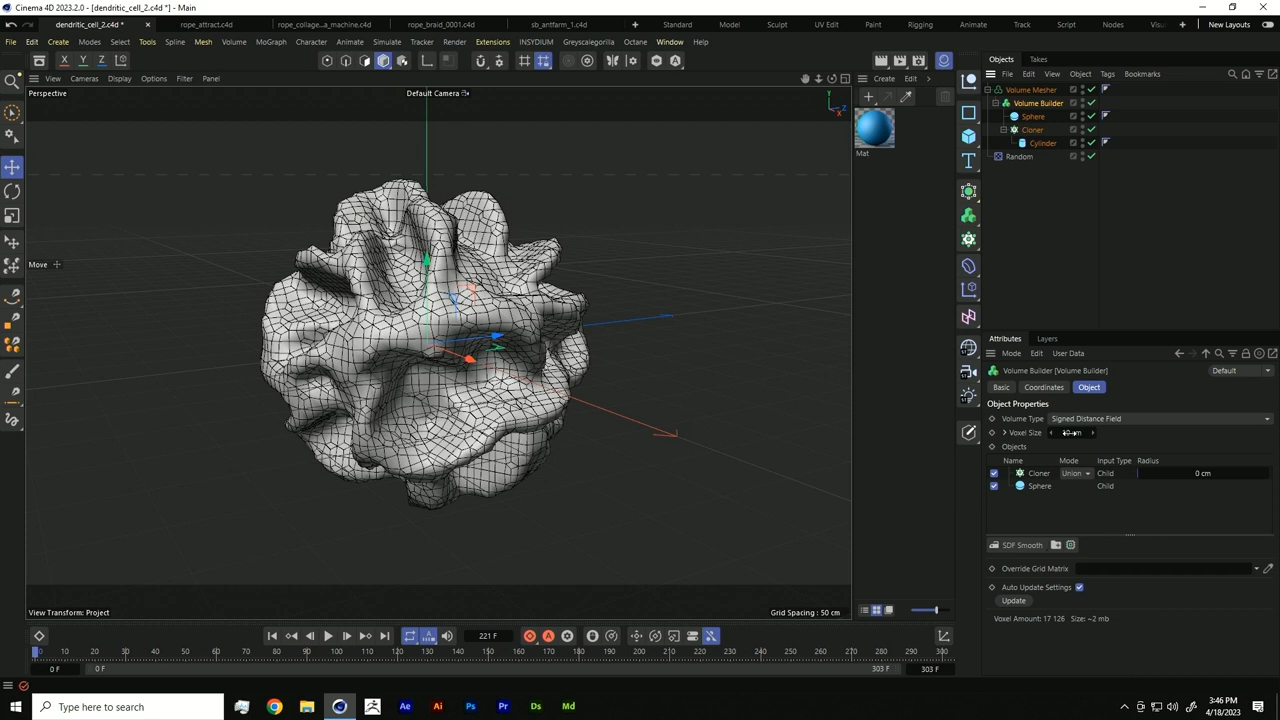 Cinema 4D 2023.2.0 - [dendritic_cell_2.c4d *] - Main
dendritic_cell_2.c4d *
rope_attract.c4d
rope_collage..._a_machine.c4d
rope_braid_0001.c4d
sb_antfarm_1.c4d
Standard
Model
Sculpt
UV Edit
Paint
Rigging
Animate
Track
Script
Nodes
New Layouts
File Edit Create Modes Tools Select Spline Mesh Volume MoGraph Character Animate Simulate Tracker Render Extensions INSYDIUM Greyscalegorilla Octane Window Help
X Y Z
View Cameras Display Options Filter Panel
Create Edit
Objects Takes
File Edit View Object Tags Bookmarks
Perspective
Default Camera
Y
Z
X
Mat
Volume Mesher
Volume Builder
Sphere
Cloner
Cylinder
Random
Move
Attributes Layers
Mode Edit User Data
Volume Builder [Volume Builder]
Default
Basic Coordinates Object
Object Properties
Volume Type Signed Distance Field
Voxel Size
Objects
Name Mode Input Type Radius
Cloner Union Child 0 cm
Sphere Child
SDF Smooth
Override Grid Matrix
Auto Update Settings
Update
Voxel Amount: 17 126 Size: ~2 mb
View Transform: Project
Grid Spacing : 50 cm
221 F
0 10 20 30 40 50 60 70 80 90 100 110 120 130 140 150 160 170 180 190 200 210 220 230 240 250 260 270 280 290 300
0 F
0 F
303 F
303 F
Type here to search
Ae Ai Ps Pr Ds Md
3:46 PM
4/18/2023